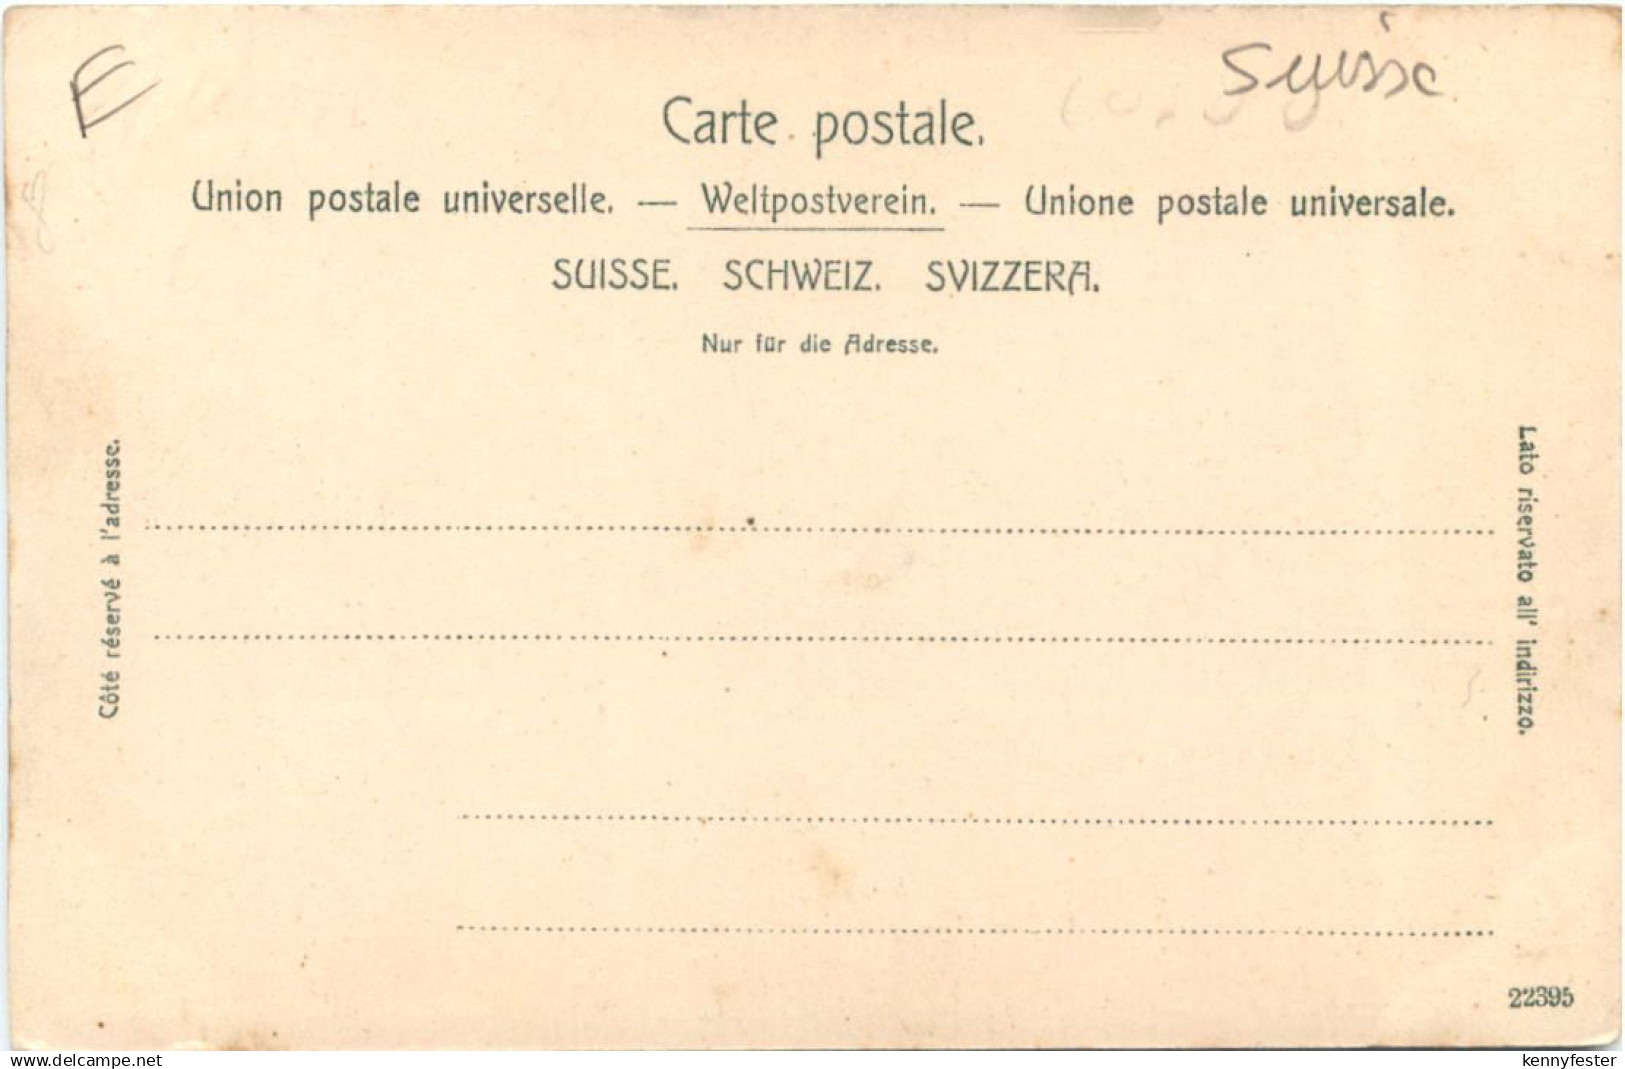 E
Suisse
Carte postale.
Union postale universelle. — Weltpostverein. — Unione postale universale.
SUISSE. SCHWEIZ. SVIZZERA.
Nur für die Adresse.
Côté réservé à l'adresse.
Lato riservato all' indirizzo.
22395
www.delcampe.net
kennyfester